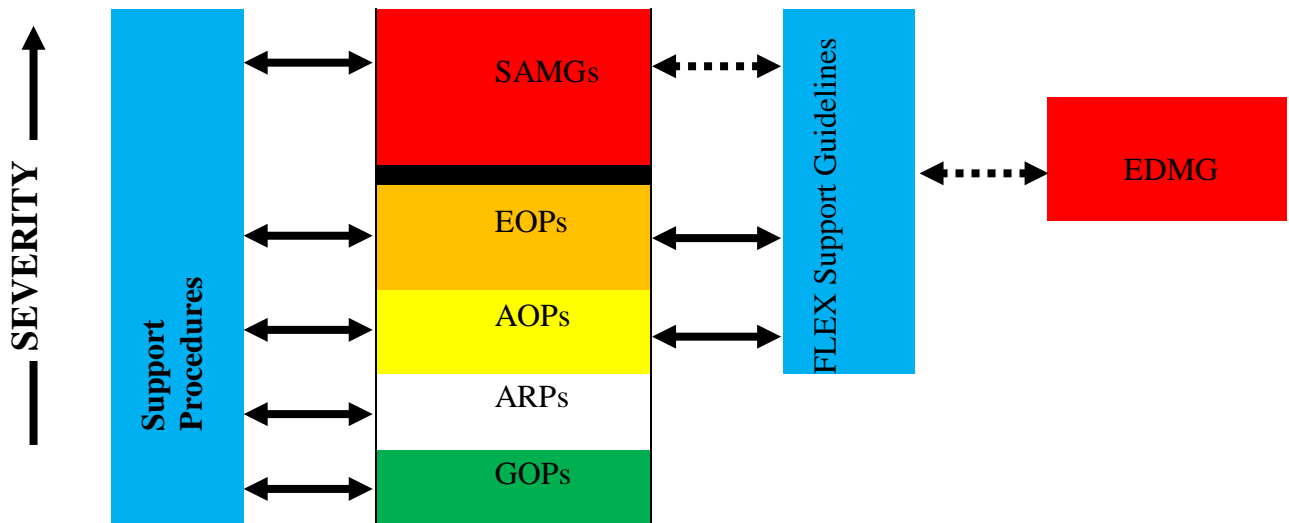 SEVERITY
Support
Procedures
SAMGs
EOPs
AOPs
ARPs
GOPs
FLEX Support Guidelines
EDMG